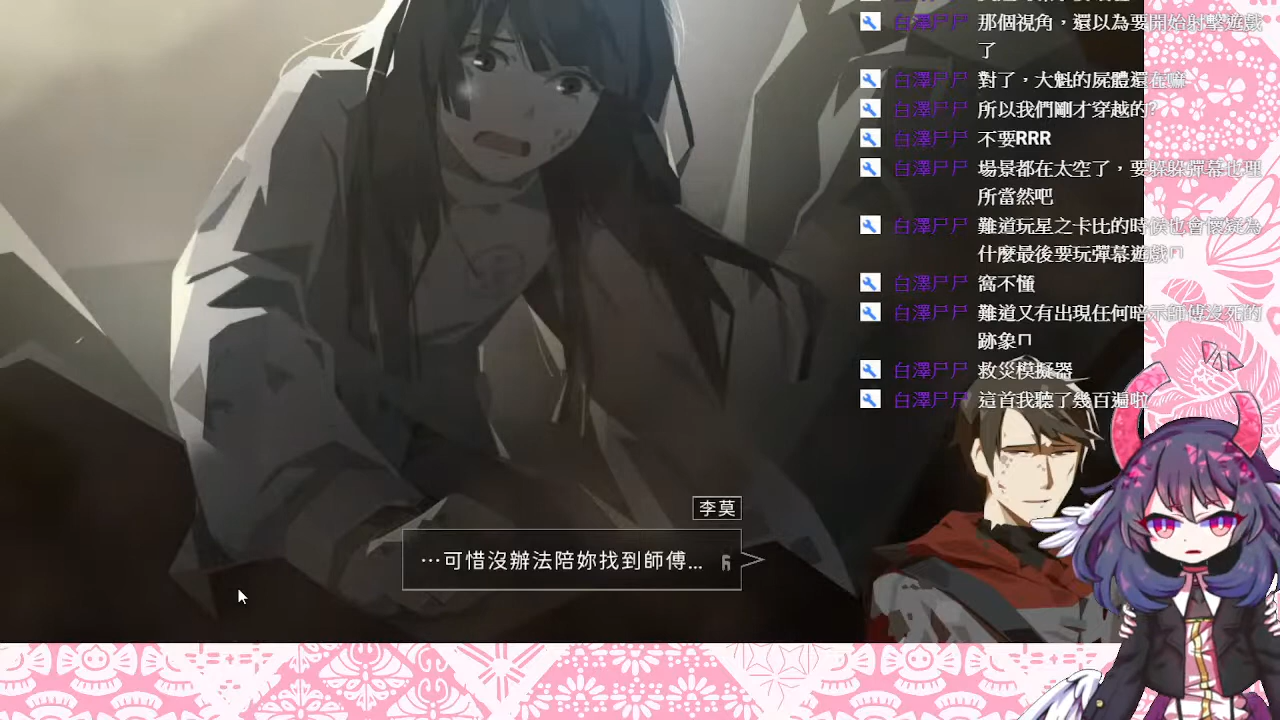 那個視角，還以為要開始射擊遊戲
了
白澤尸尸 對了，大魁的屍體還在嘛
白澤尸尸 所以我們剛才穿越的?
白澤尸尸 不要RRR
白澤尸尸 場景都在太空了，要躲躲彈幕也理
所當然吧
白澤尸尸 難道玩星之卡比的時候也會懷疑為
什麼最後要玩彈幕遊戲ㄇ
白澤尸尸 窩不懂
白澤尸尸 難道又有出現任何暗示師傅沒死的
跡象ㄇ
白澤尸尸 救災模擬器
白澤尸尸 這首我聽了幾百遍啦
李莫
…可惜沒辦法陪妳找到師傅...